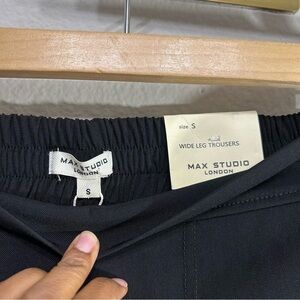 MAX STUDIO
LONDON
S
size S
WIDE LEG TROUSERS
MAX STUDIO
LONDON